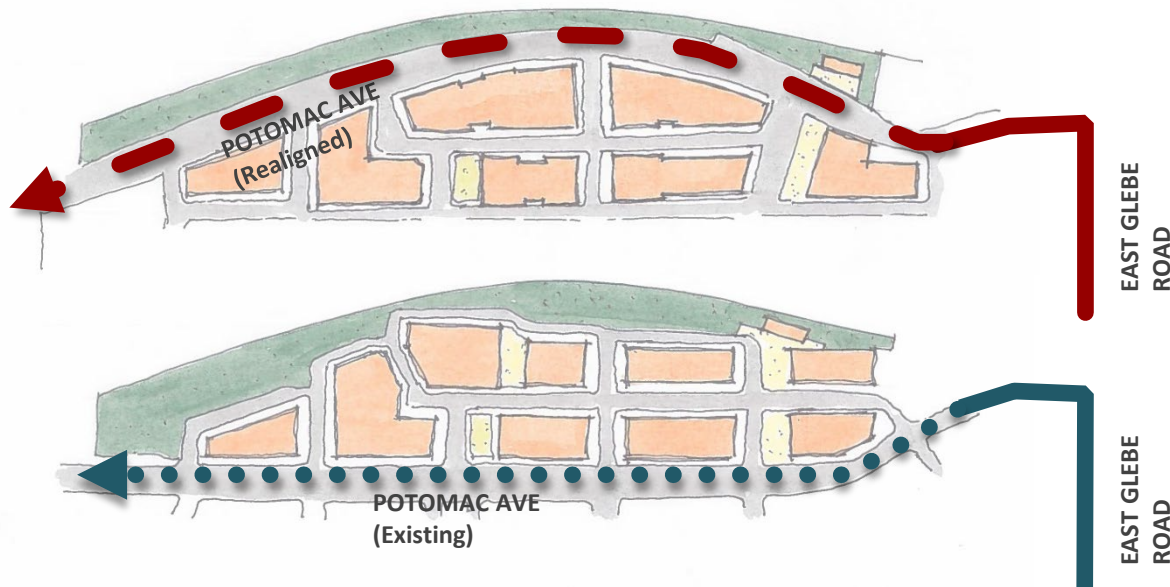 POTOMAC AVE
(Realigned)
EAST GLEBE
ROAD
POTOMAC AVE
(Existing)
EAST GLEBE
ROAD